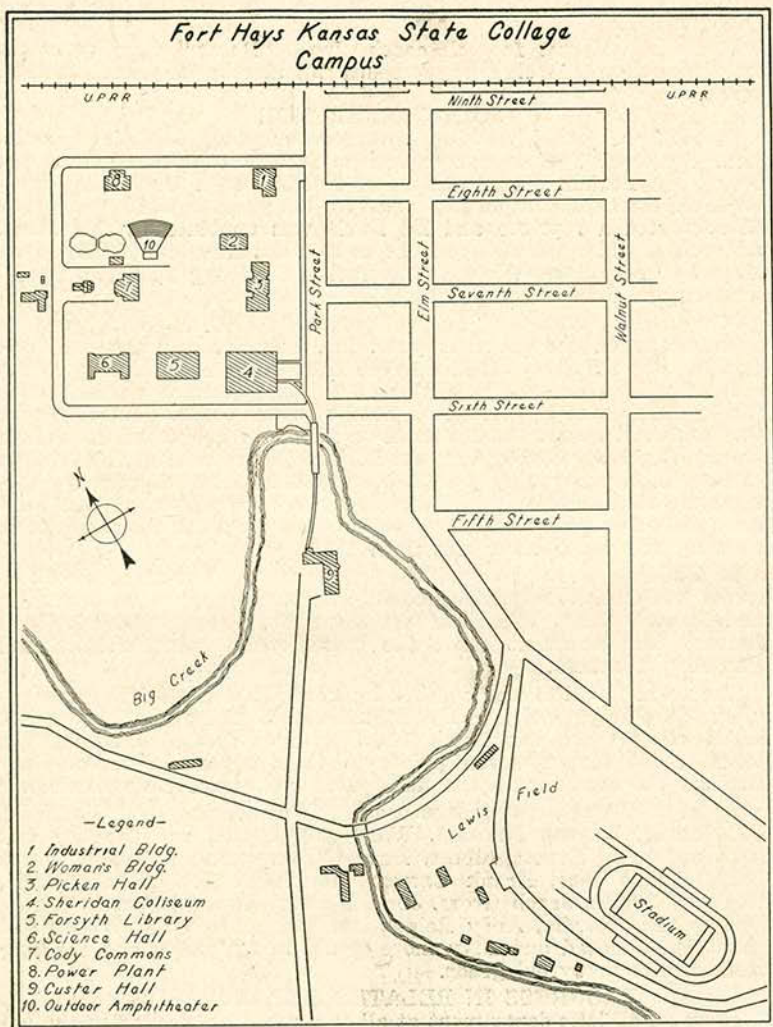 Fort Hays Kansas State College
Campus
U.P.R.R.
U.P.R.R.
Ninth Street
8
1
Eighth Street
10
2
7
3
Park Street
Elm Street
Seventh Street
Walnut Street
6
5
4
Sixth Street
N
Fifth Street
9
Big Creek
Lewis Field
Stadium
-Legend-
1. Industrial Bldg.
2. Woman's Bldg.
3. Picken Hall
4. Sheridan Coliseum
5. Forsyth Library
6. Science Hall
7. Cody Commons
8. Power Plant
9. Custer Hall
10. Outdoor Amphitheater